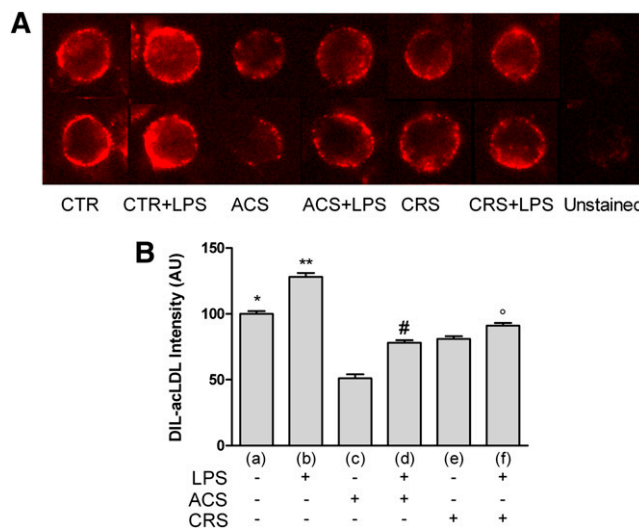 A
CTR CTR+LPS ACS ACS+LPS CRS CRS+LPS Unstained
B
DIL-acLDL Intensity (AU)
150
100
50
0
* ** # °
(a) (b) (c) (d) (e) (f)
LPS - + - + - +
ACS - - + + - -
CRS - - - - + +